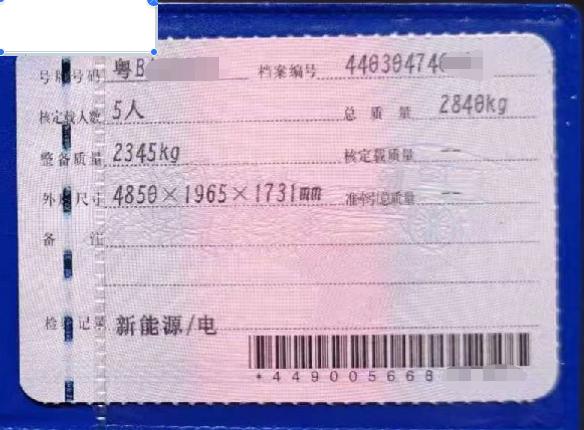 号牌号码 粤B 档案编号 44030474
核定载人数 5人 总质量 2840kg
整备质量 2345kg 核定载质量 --
外廓尺寸 4850×1965×1731mm 准牵引总质量 --
备注
检验记录 新能源/电
*449005668